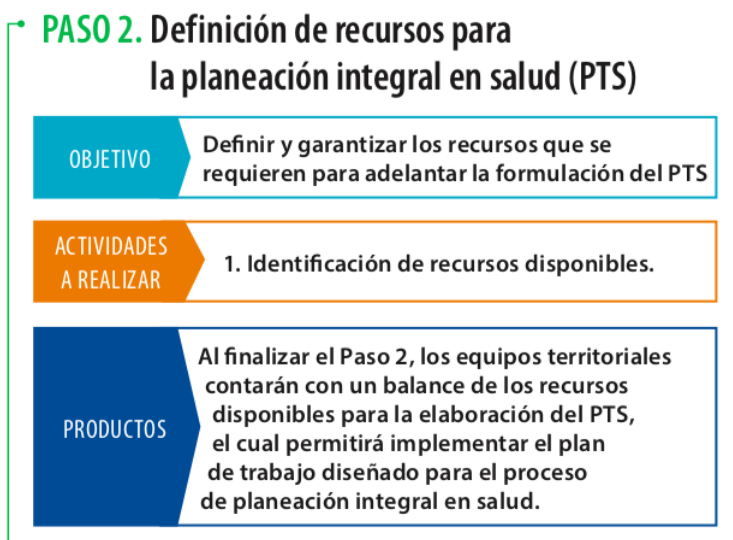 PASO 2. Definición de recursos para
la planeación integral en salud (PTS)
OBJETIVO
Definir y garantizar los recursos que se
requieren para adelantar la formulación del PTS
ACTIVIDADES
A REALIZAR
1. Identificación de recursos disponibles.
PRODUCTOS
Al finalizar el Paso 2, los equipos territoriales
contarán con un balance de los recursos
disponibles para la elaboración del PTS,
el cual permitirá implementar el plan
de trabajo diseñado para el proceso
de planeación integral en salud.